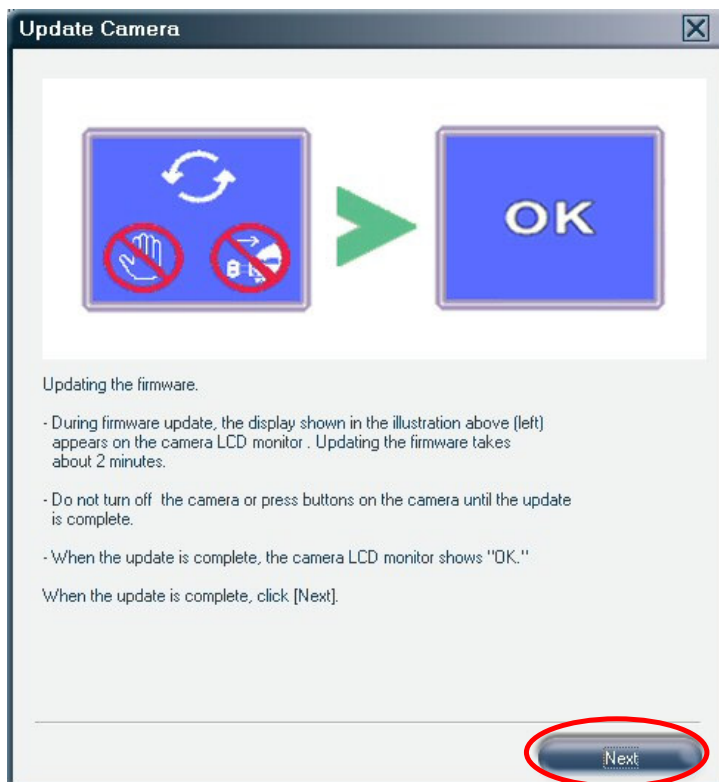 Update Camera
OK
Updating the firmware.
- During firmware update, the display shown in the illustration above (left)
appears on the camera LCD monitor . Updating the firmware takes
about 2 minutes.
- Do not turn off  the camera or press buttons on the camera until the update
is complete.
- When the update is complete, the camera LCD monitor shows "OK."
When the update is complete, click [Next].
Next